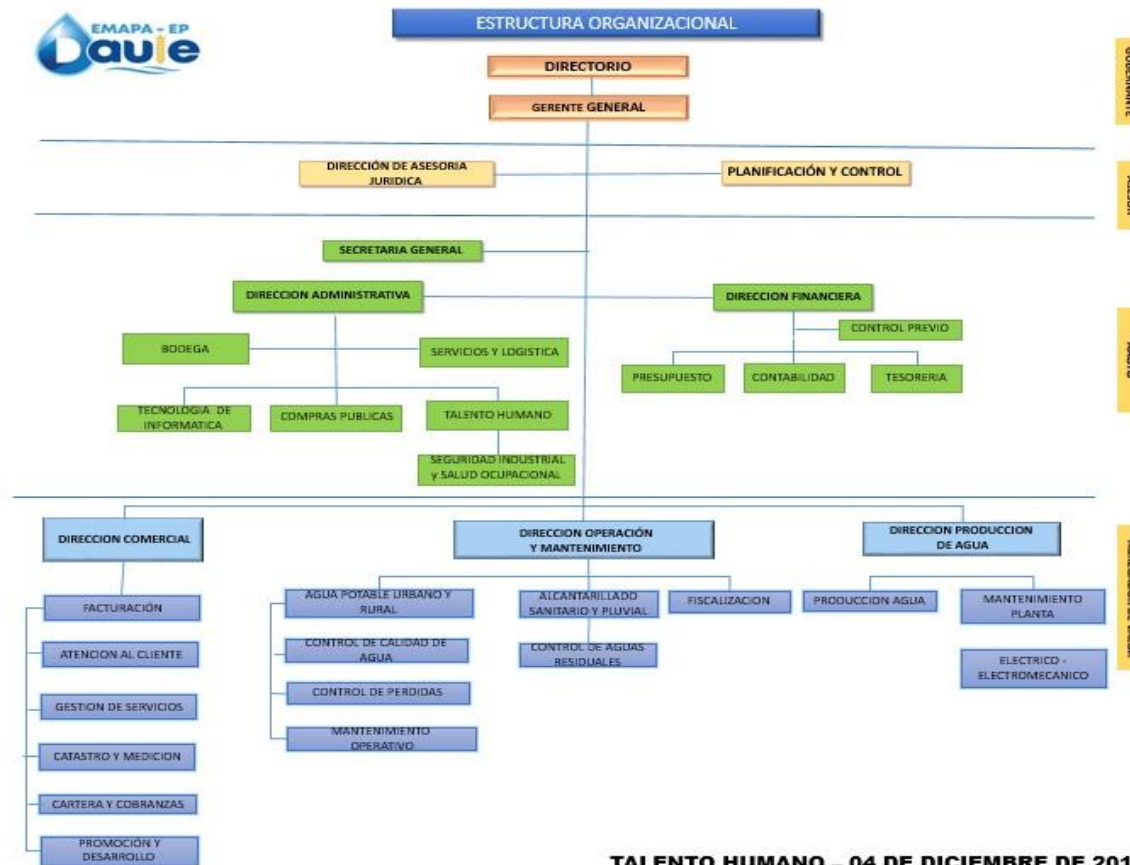 EMAPA – EP
Daule
ESTRUCTURA ORGANIZACIONAL
DIRECTORIO
GERENTE GENERAL
GOBERNANTE
DIRECCIÓN DE ASESORIA
JURIDICA
PLANIFICACIÓN Y CONTROL
SECRETARIA GENERAL
DIRECCION ADMINISTRATIVA
DIRECCION FINANCIERA
CONTROL PREVIO
BODEGA
SERVICIOS Y LOGISTICA
PRESUPUESTO
CONTABILIDAD
TESORERIA
TECNOLOGIA DE
INFORMATICA
COMPRAS PUBLICAS
TALENTO HUMANO
SEGURIDAD INDUSTRIAL
y SALUD OCUPACIONAL
DIRECCION COMERCIAL
DIRECCION OPERACIÓN
Y MANTENIMIENTO
DIRECCION PRODUCCION
DE AGUA
FACTURACIÓN
AGUA POTABLE URBANO Y
RURAL
ALCANTARILLADO
SANITARIO Y PLUVIAL
FISCALIZACION
PRODUCCION AGUA
MANTENIMIENTO
PLANTA
ATENCION AL CLIENTE
CONTROL DE CALIDAD DE
AGUA
CONTROL DE AGUAS
RESIDUALES
ELECTRICO -
ELECTROMECANICO
GESTION DE SERVICIOS
CONTROL DE PERDIDAS
MANTENIMIENTO
OPERATIVO
CATASTRO Y MEDICION
CARTERA Y COBRANZAS
PROMOCIÓN Y
DESARROLLO
TALENTO HUMANO – 04 DE DICIEMBRE DE 201